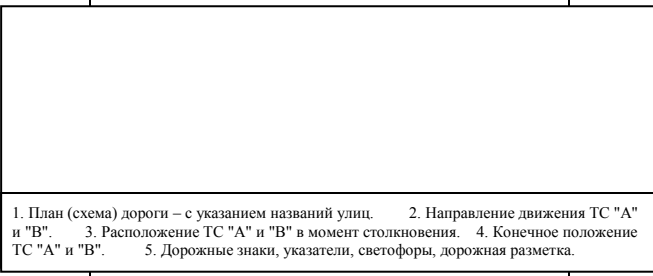 1. План (схема) дороги – с указанием названий улиц. 2. Направление движения ТС "А"
и "В". 3. Расположение ТС "А" и "В" в момент столкновения. 4. Конечное положение
ТС "А" и "В". 5. Дорожные знаки, указатели, светофоры, дорожная разметка.